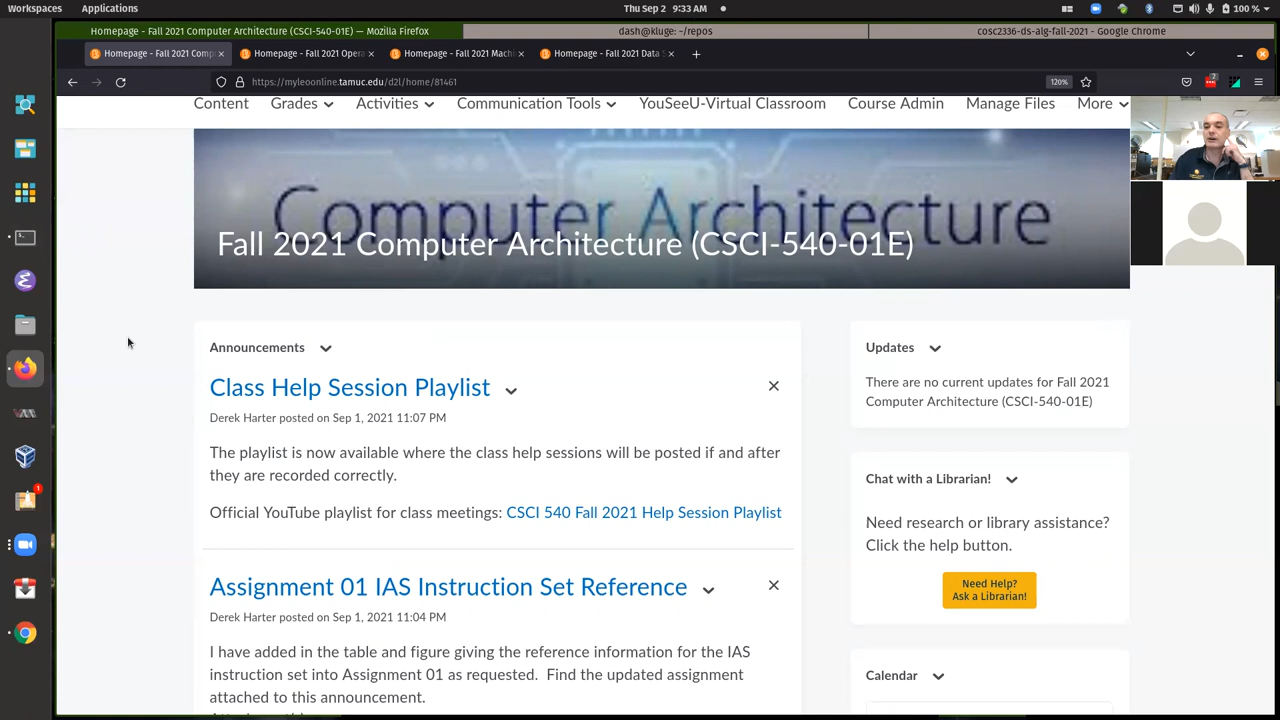 Workspaces Applications Thu Sep 2 9:33 AM 100 %
Homepage - Fall 2021 Computer Architecture (CSCI-540-01E) — Mozilla Firefox dash@kluge: ~/repos cosc2336-ds-alg-fall-2021 - Google Chrome
Homepage - Fall 2021 Comp Homepage - Fall 2021 Opera Homepage - Fall 2021 Machi Homepage - Fall 2021 Data S
https://myleoonline.tamuc.edu/d2l/home/81461 120%
Content Grades Activities Communication Tools YouSeeU-Virtual Classroom Course Admin Manage Files More
Computer Architecture
Fall 2021 Computer Architecture (CSCI-540-01E)
Announcements
Class Help Session Playlist
Derek Harter posted on Sep 1, 2021 11:07 PM
The playlist is now available where the class help sessions will be posted if and after
they are recorded correctly.
Official YouTube playlist for class meetings: CSCI 540 Fall 2021 Help Session Playlist
Assignment 01 IAS Instruction Set Reference
Derek Harter posted on Sep 1, 2021 11:04 PM
I have added in the table and figure giving the reference information for the IAS
instruction set into Assignment 01 as requested. Find the updated assignment
attached to this announcement.
Updates
There are no current updates for Fall 2021
Computer Architecture (CSCI-540-01E)
Chat with a Librarian!
Need research or library assistance?
Click the help button.
Need Help?
Ask a Librarian!
Calendar